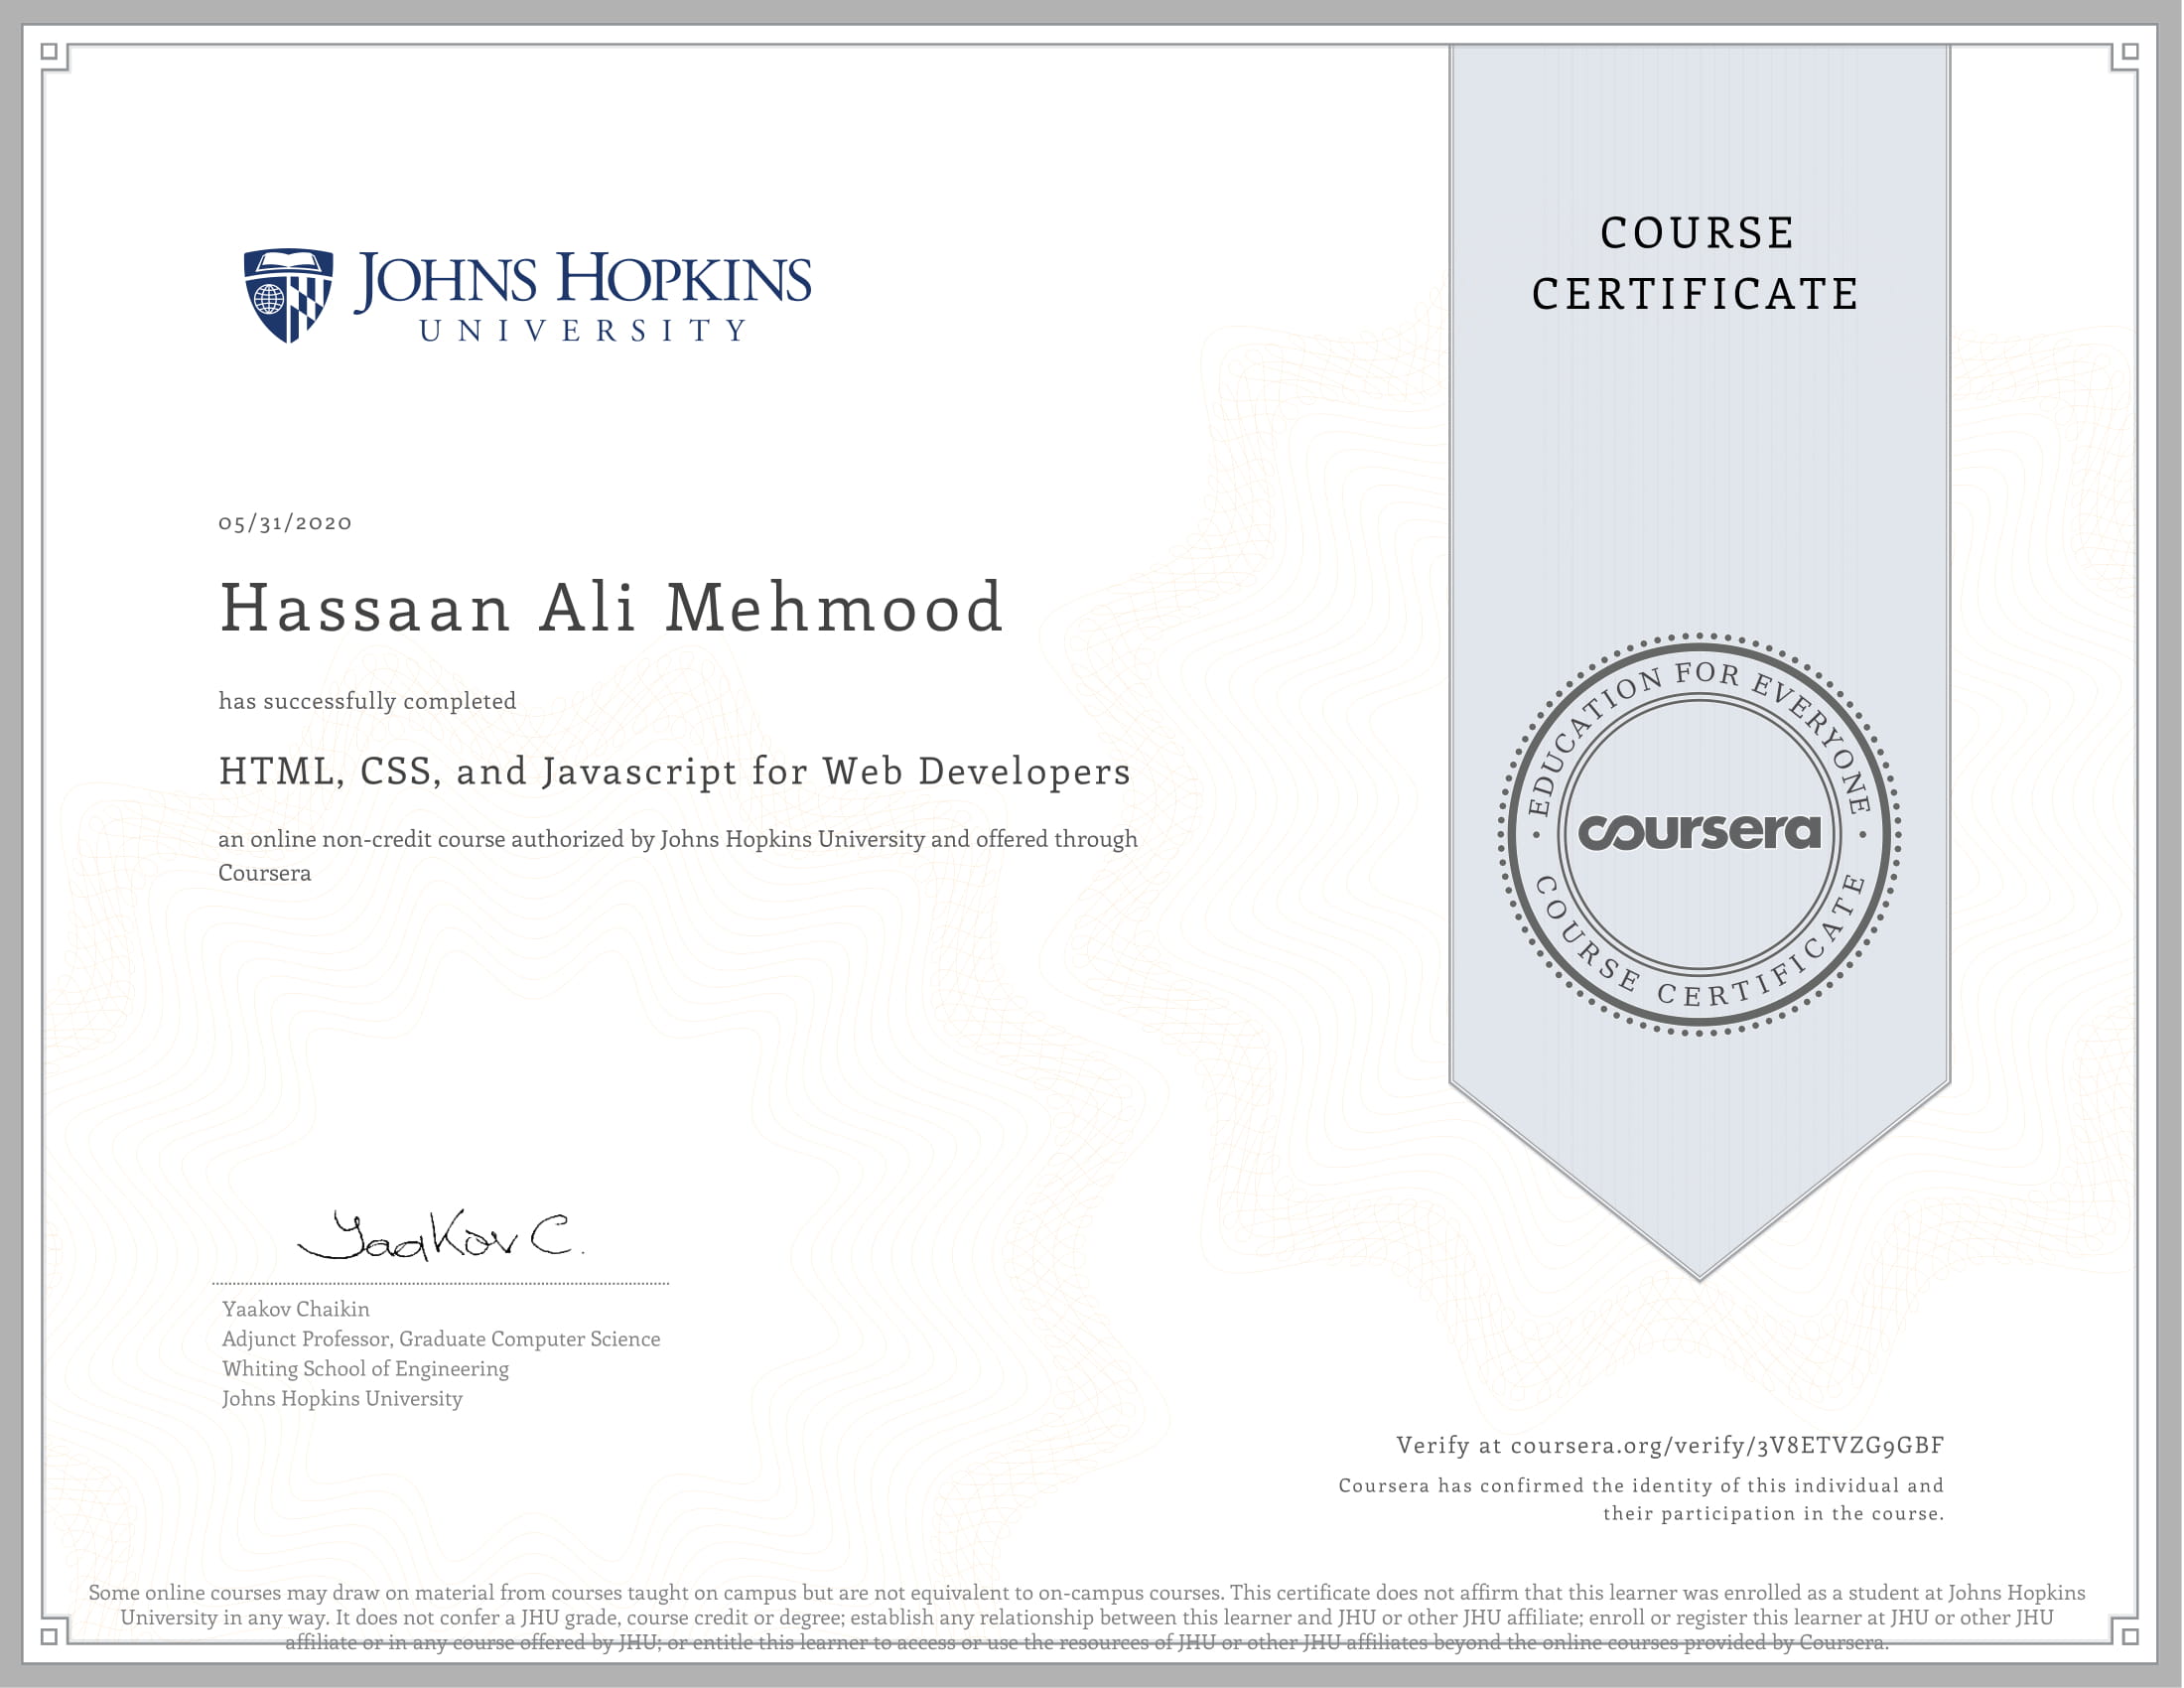 JOHNS HOPKINS
UNIVERSITY
COURSE
CERTIFICATE
05/31/2020
Hassaan Ali Mehmood
has successfully completed
HTML, CSS, and Javascript for Web Developers
an online non-credit course authorized by Johns Hopkins University and offered through
Coursera
EDUCATION FOR EVERYONE
coursera
COURSE CERTIFICATE
Yaakov C.
Yaakov Chaikin
Adjunct Professor, Graduate Computer Science
Whiting School of Engineering
Johns Hopkins University
Verify at coursera.org/verify/3V8ETVZG9GBF
Coursera has confirmed the identity of this individual and
their participation in the course.
Some online courses may draw on material from courses taught on campus but are not equivalent to on-campus courses. This certificate does not affirm that this learner was enrolled as a student at Johns Hopkins
University in any way. It does not confer a JHU grade, course credit or degree; establish any relationship between this learner and JHU or other JHU affiliate; enroll or register this learner at JHU or other JHU
affiliate or in any course offered by JHU; or entitle this learner to access or use the resources of JHU or other JHU affiliates beyond the online courses provided by Coursera.